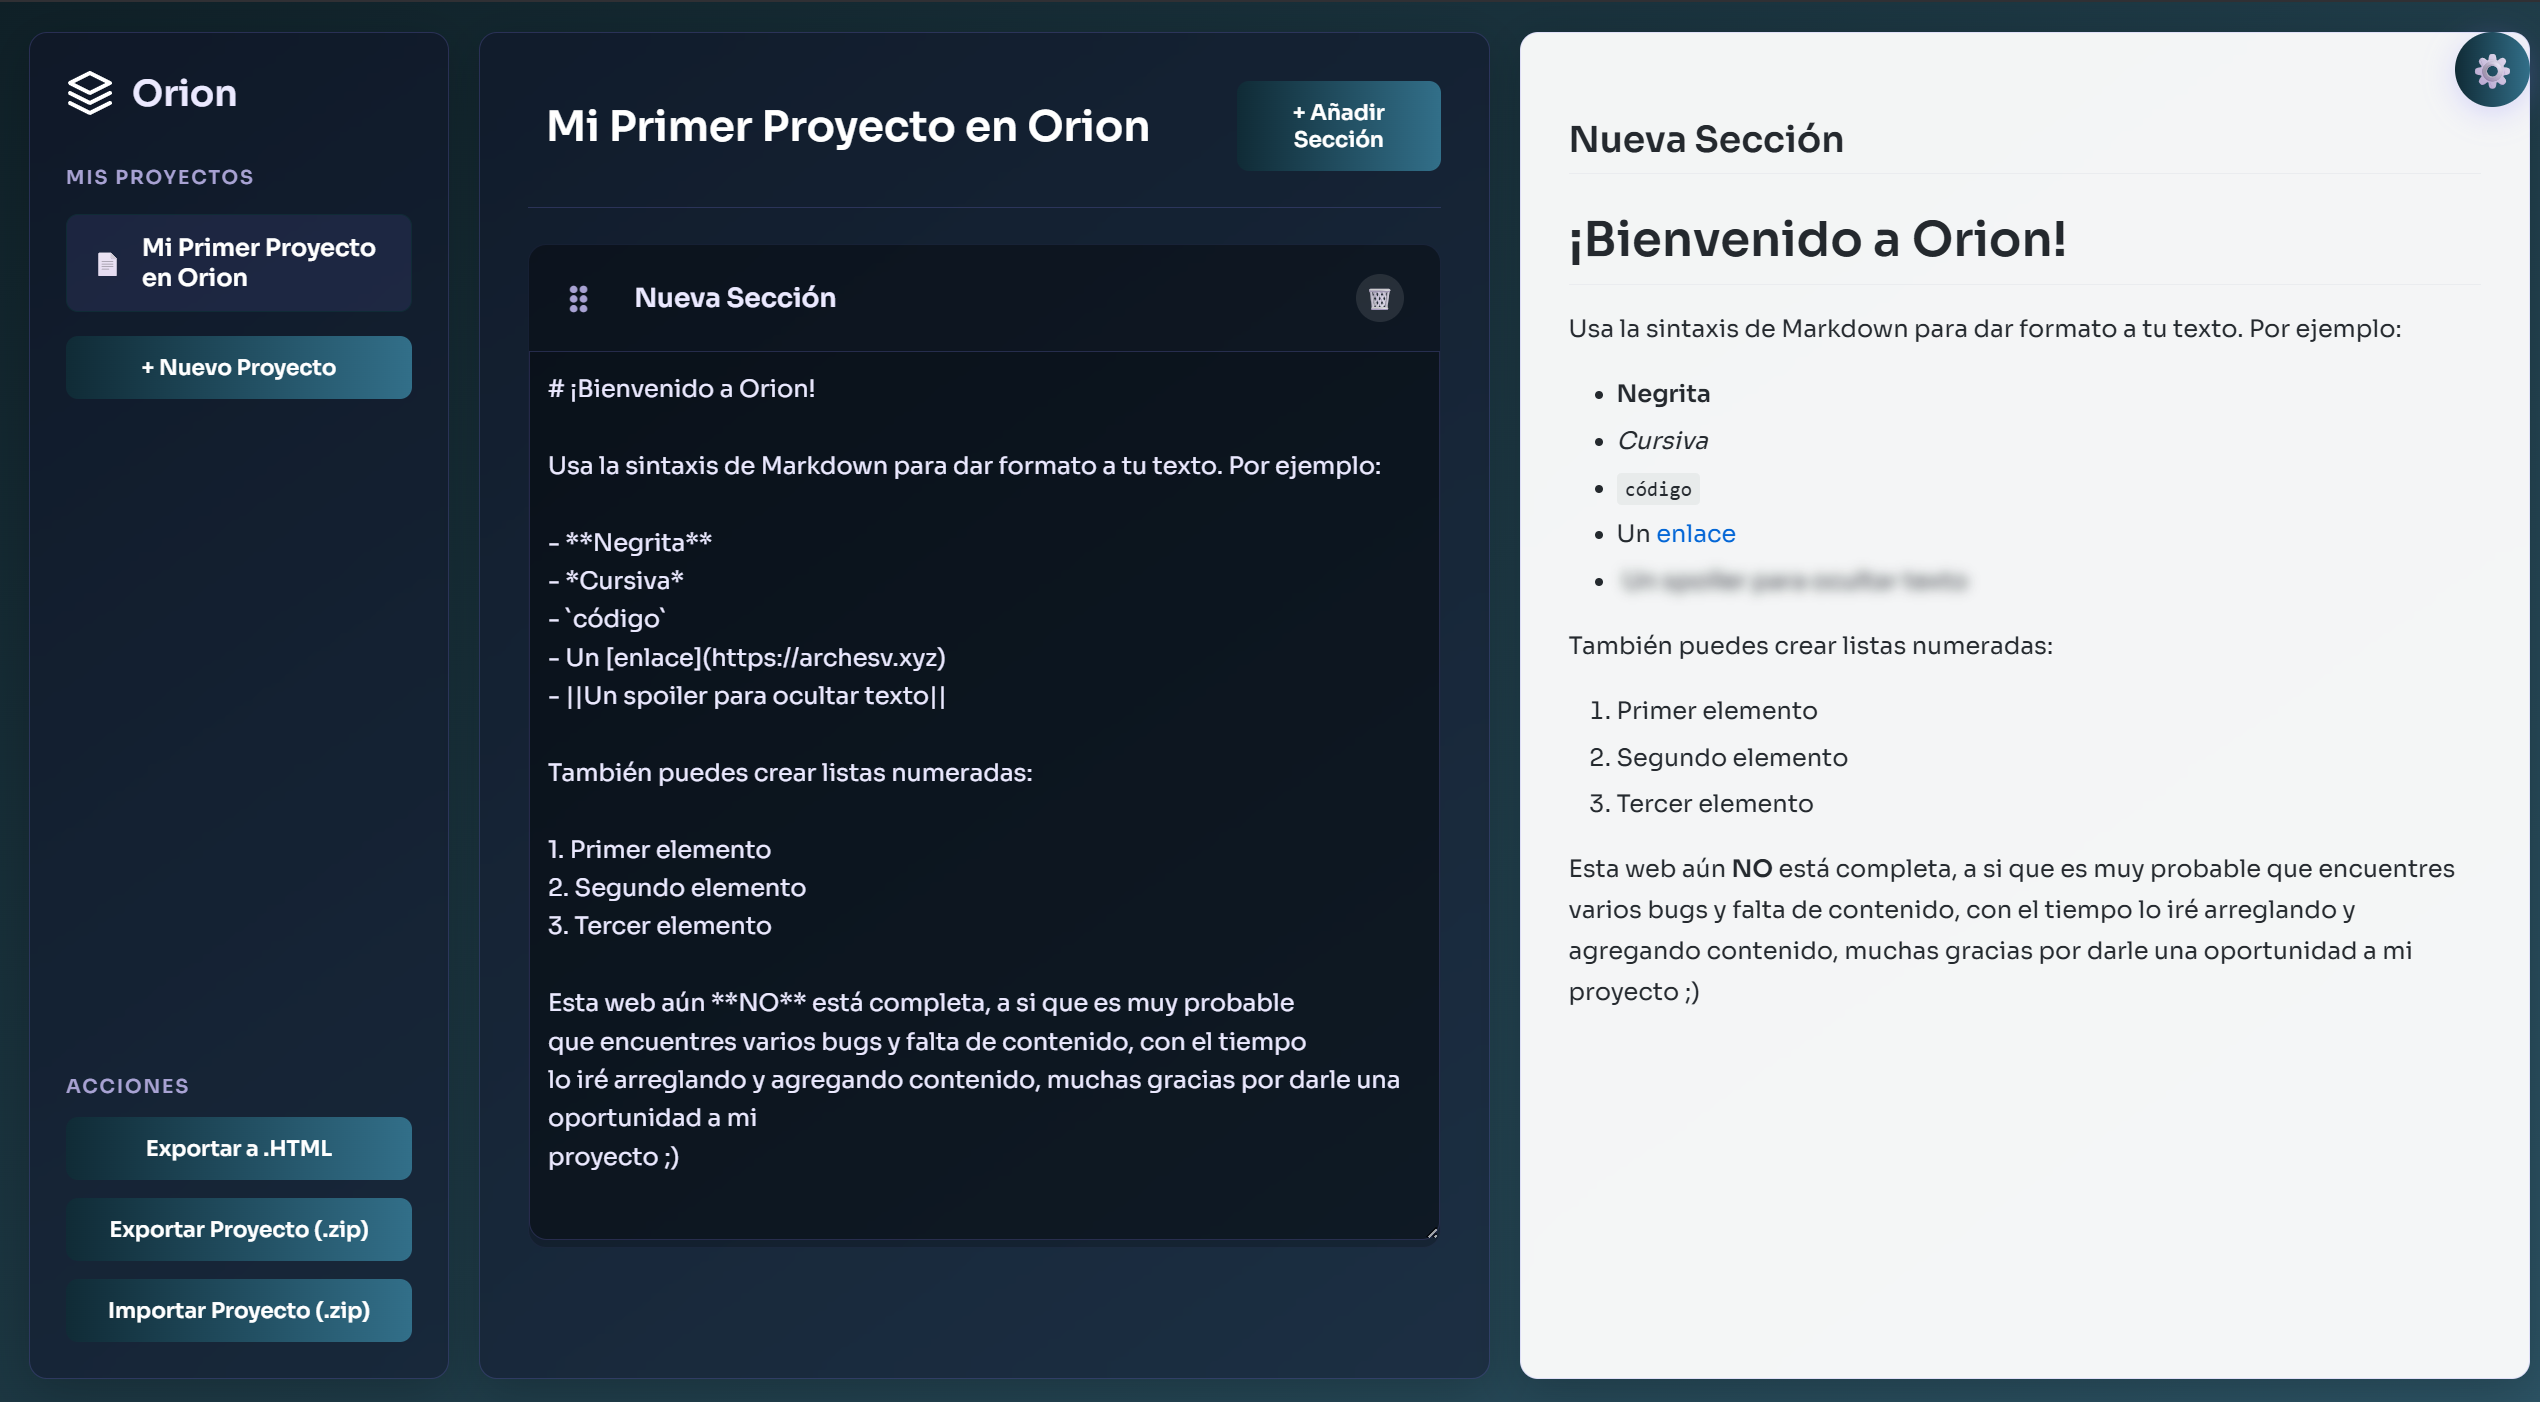 Orion
MIS PROYECTOS
Mi Primer Proyecto
en Orion
+ Nuevo Proyecto
ACCIONES
Exportar a .HTML
Exportar Proyecto (.zip)
Importar Proyecto (.zip)
Mi Primer Proyecto en Orion
+ Añadir
Sección
Nueva Sección
# ¡Bienvenido a Orion!
Usa la sintaxis de Markdown para dar formato a tu texto. Por ejemplo:
- **Negrita**
- *Cursiva*
- `código`
- Un [enlace](https://archesv.xyz)
- ||Un spoiler para ocultar texto||
También puedes crear listas numeradas:
1. Primer elemento
2. Segundo elemento
3. Tercer elemento
Esta web aún **NO** está completa, a si que es muy probable
que encuentres varios bugs y falta de contenido, con el tiempo
lo iré arreglando y agregando contenido, muchas gracias por darle una
oportunidad a mi
proyecto ;)
Nueva Sección
¡Bienvenido a Orion!
Usa la sintaxis de Markdown para dar formato a tu texto. Por ejemplo:
• Negrita
• Cursiva
• código
• Un enlace
• Un spoiler para ocultar texto
También puedes crear listas numeradas:
1. Primer elemento
2. Segundo elemento
3. Tercer elemento
Esta web aún NO está completa, a si que es muy probable que encuentres
varios bugs y falta de contenido, con el tiempo lo iré arreglando y
agregando contenido, muchas gracias por darle una oportunidad a mi
proyecto ;)